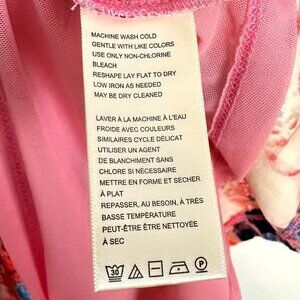 MACHINE WASH COLD
GENTLE WITH LIKE COLORS
USE ONLY NON-CHLORINE
BLEACH
RESHAPE LAY FLAT TO DRY
LOW IRON AS NEEDED
MAY BE DRY CLEANED
LAVER À LA MACHINE À L'EAU
FROIDE AVEC COULEURS
SIMILAIRES CYCLE DÉLICAT
UTILISER UN AGENT
DE BLANCHIMENT SANS
CHLORE SI NÉCESSAIRE
METTRE EN FORME ET SECHER
À PLAT
REPASSER, AU BESOIN, À TRÈS
BASSE TEMPÉRATURE
PEUT-ÊTRE ÊTRE NETTOYÉE
À SEC
30 P